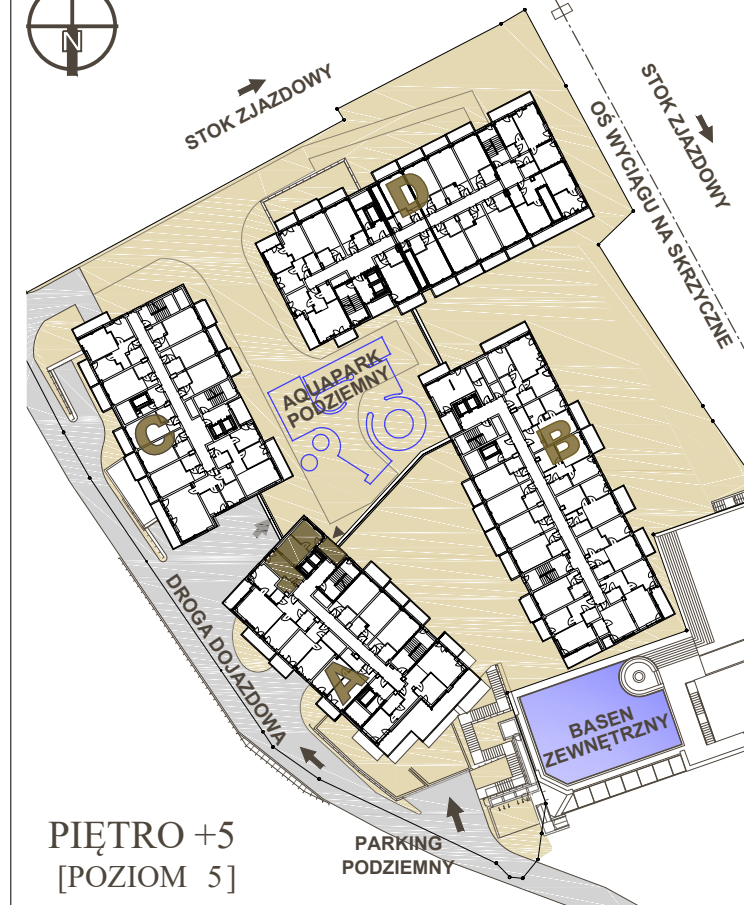 N
STOK ZJAZDOWY
STOK ZJAZDOWY
OŚ WYCIĄGU NA SKRZYCZNE
D
AQUAPARK
PODZIEMNY
C
B
DROGA DOJAZDOWA
A
BASEN
ZEWNĘTRZNY
PIĘTRO +5
[POZIOM 5]
PARKING
PODZIEMNY